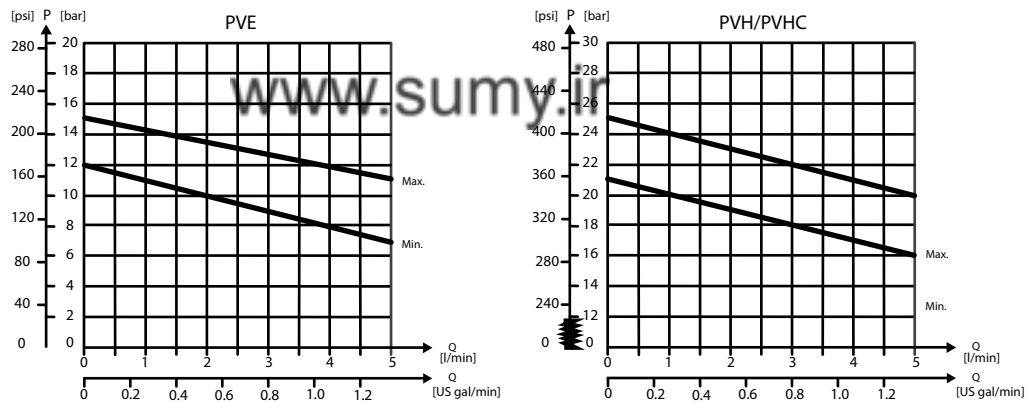 [psi] P [bar] PVE
280 20
18
240 16
200 14
160 12
10
120 8
80 6
4
40 2
0 0
Max.
Min.
0 1 2 3 4 5
Q
[l/min]
0 0.2 0.4 0.6 0.8 1.0 1.2
Q
[US gal/min]
[psi] P [bar] PVH/PVHC
480 30
28
440 26
400 24
360 22
20
320 18
280 16
14
240 12
0 0
Max.
Min.
0 1 2 3 4 5
Q
[l/min]
0 0.2 0.4 0.6 0.8 1.0 1.2
Q
[US gal/min]
www.sumy.ir